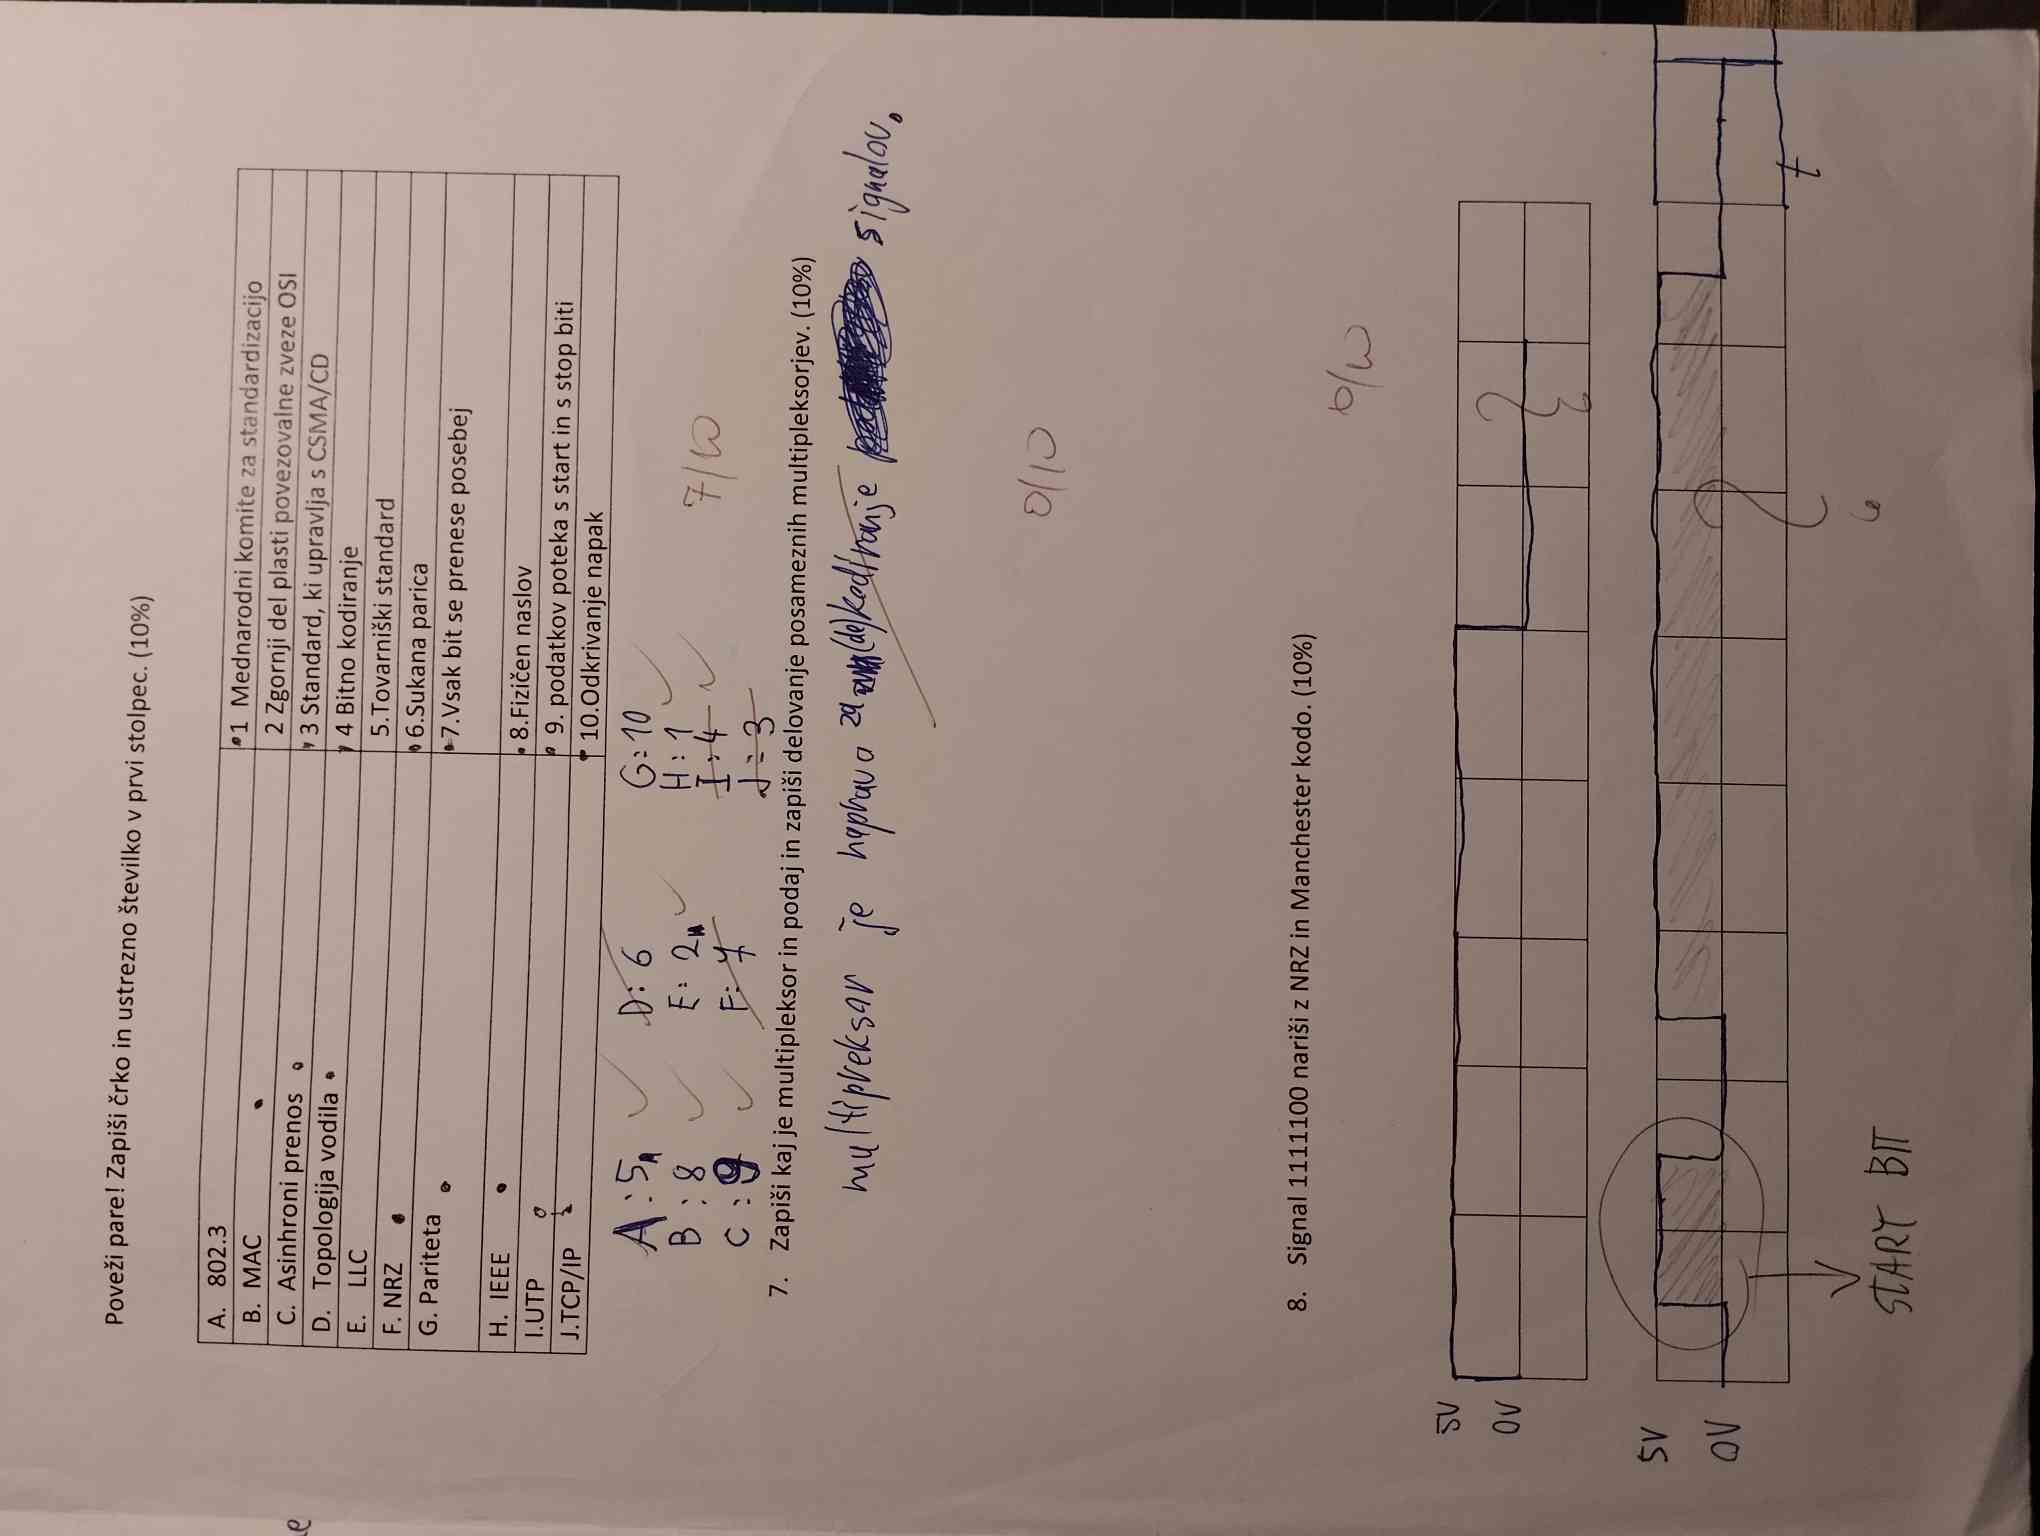 e
Poveži pare! Zapiši črko in ustrezno številko v prvi stolpec. (10%)
A. 802.3
1 Mednarodni komite za standardizacijo
B. MAC
2 Zgornji del plasti povezovalne zveze OSI
C. Asinhroni prenos
3 Standard, ki upravlja s CSMA/CD
D. Topologija vodila
4 Bitno kodiranje
E. LLC
5.Tovarniški standard
F. NRZ
6.Sukana parica
G. Pariteta
7.Vsak bit se prenese posebej
H. IEEE
8.Fizičen naslov
I.UTP
9. podatkov poteka s start in s stop biti
J.TCP/IP
10.Odkrivanje napak
A : 5 D: 6 G: 10
B : 8 E: 2 H : 1
C : 9 F: 7 I : 4
J : 3
7/10
7. Zapiši kaj je multipleksor in podaj in zapiši delovanje posameznih multipleksorjev. (10%)
multipreksor je naprava za (de)kodiranje signalov.
0/10
8. Signal 1111100 nariši z NRZ in Manchester kodo. (10%)
0/10
5V
0V
5V
0V
t
START BIT